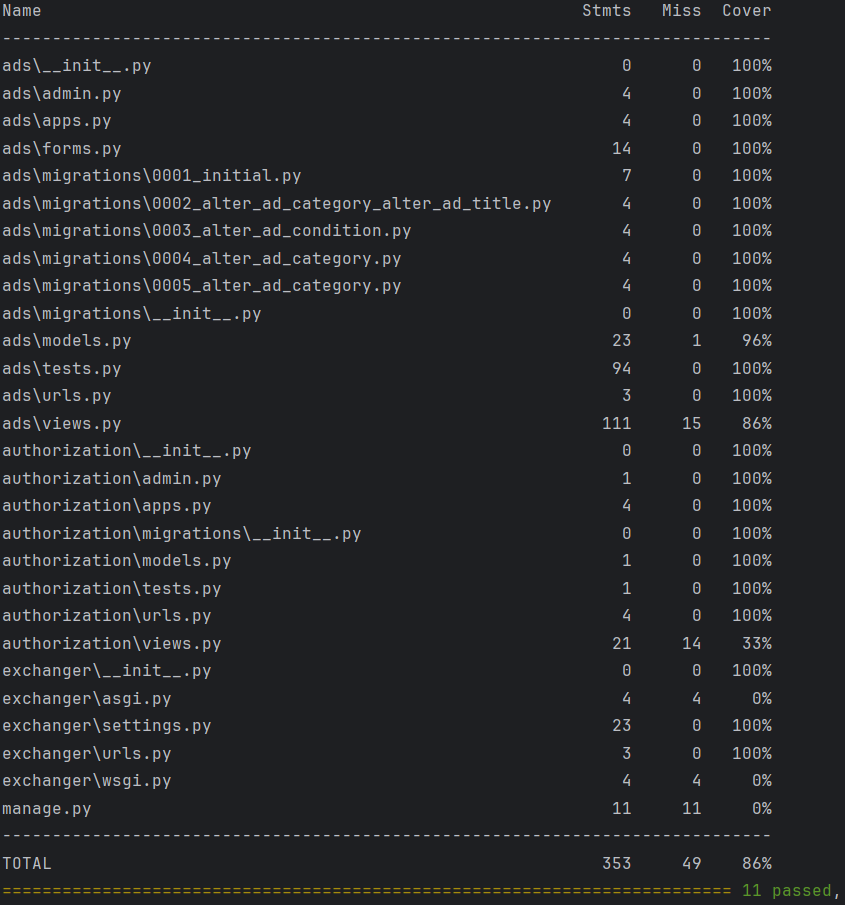 Name Stmts Miss Cover
-----------------------------------------------------------------------------
ads\__init__.py 0 0 100%
ads\admin.py 4 0 100%
ads\apps.py 4 0 100%
ads\forms.py 14 0 100%
ads\migrations\0001_initial.py 7 0 100%
ads\migrations\0002_alter_ad_category_alter_ad_title.py 4 0 100%
ads\migrations\0003_alter_ad_condition.py 4 0 100%
ads\migrations\0004_alter_ad_category.py 4 0 100%
ads\migrations\0005_alter_ad_category.py 4 0 100%
ads\migrations\__init__.py 0 0 100%
ads\models.py 23 1 96%
ads\tests.py 94 0 100%
ads\urls.py 3 0 100%
ads\views.py 111 15 86%
authorization\__init__.py 0 0 100%
authorization\admin.py 1 0 100%
authorization\apps.py 4 0 100%
authorization\migrations\__init__.py 0 0 100%
authorization\models.py 1 0 100%
authorization\tests.py 1 0 100%
authorization\urls.py 4 0 100%
authorization\views.py 21 14 33%
exchanger\__init__.py 0 0 100%
exchanger\asgi.py 4 4 0%
exchanger\settings.py 23 0 100%
exchanger\urls.py 3 0 100%
exchanger\wsgi.py 4 4 0%
manage.py 11 11 0%
-----------------------------------------------------------------------------
TOTAL 353 49 86%
========================================================================= 11 passed,